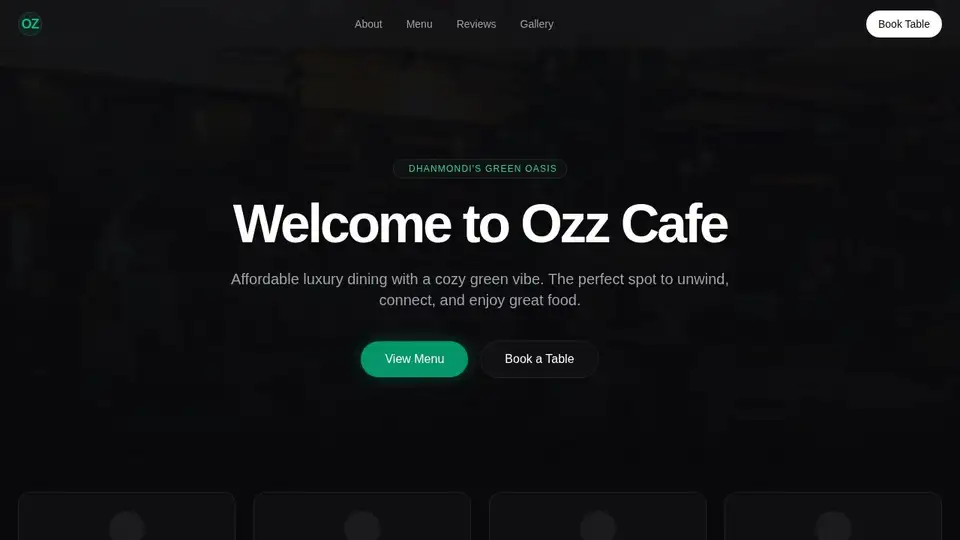 OZ
About
Menu
Reviews
Gallery
Book Table
DHANMONDI'S GREEN OASIS
Welcome to Ozz Cafe
Affordable luxury dining with a cozy green vibe. The perfect spot to unwind,
connect, and enjoy great food.
View Menu
Book a Table